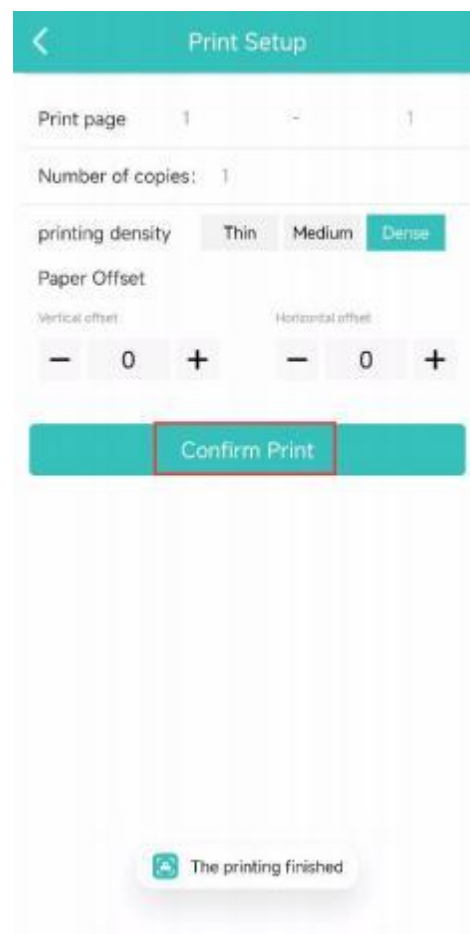 Print Setup
Print page 1 - 1
Number of copies: 1
printing density Thin Medium Dense
Paper Offset
Vertical offset Horizontal offset
− 0 + − 0 +
Confirm Print
The printing finished